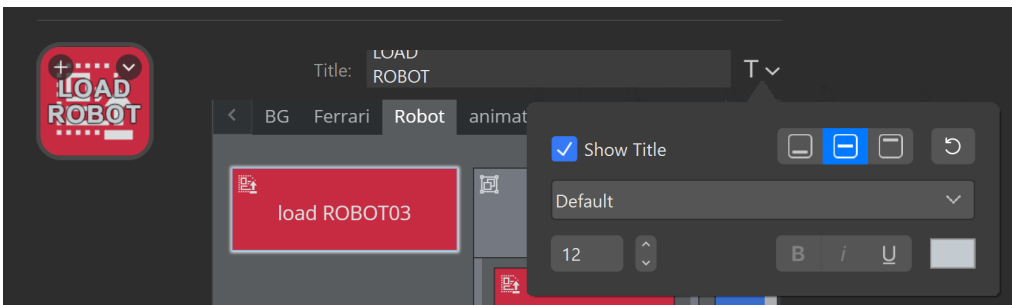 LOAD
ROBOT
Title:
LOAD
ROBOT
T
BG
Ferrari
Robot
animat
load ROBOT03
Show Title
Default
12
B
i
U